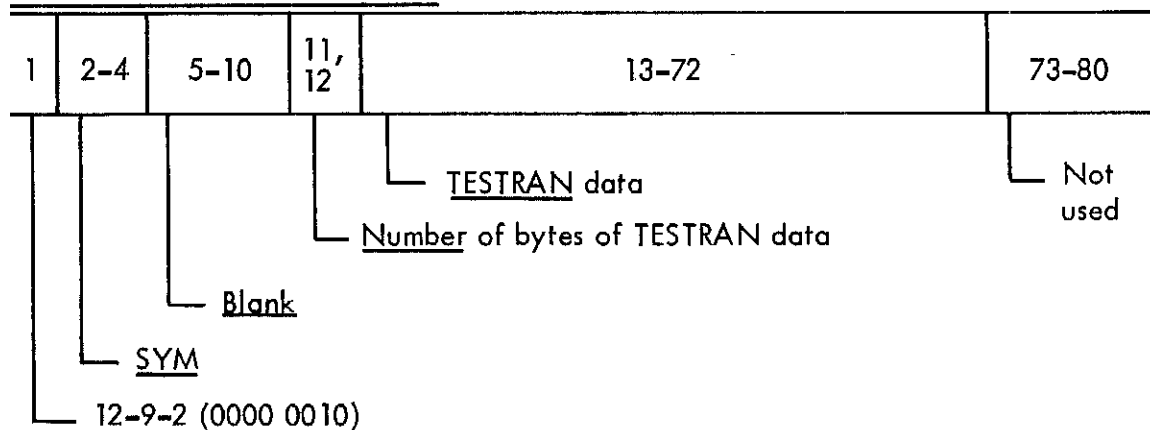 1 2-4 5-10 11, 12 13-72 73-80
TESTRAN data
Not used
Number of bytes of TESTRAN data
Blank
SYM
12-9-2 (0000 0010)